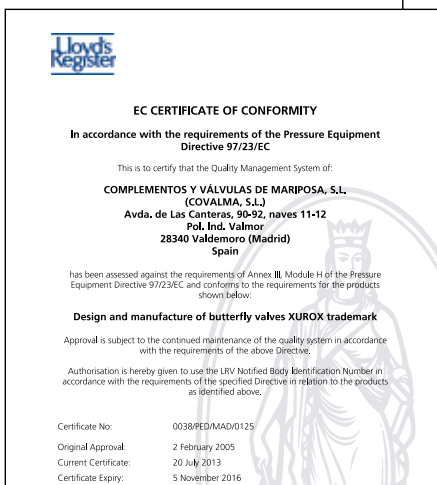 Lloyd's
Register
EC CERTIFICATE OF CONFORMITY
In accordance with the requirements of the Pressure Equipment
Directive 97/23/EC
This is to certify that the Quality Management System of:
COMPLEMENTOS Y VÁLVULAS DE MARIPOSA, S.L.
(COVALMA, S.L.)
Avda. de Las Canteras, 90-92, naves 11-12
Pol. Ind. Valmor
28340 Valdemoro (Madrid)
Spain
has been assessed against the requirements of Annex III, Module H of the Pressure
Equipment Directive 97/23/EC and conforms to the requirements for the products
shown below:
Design and manufacture of butterfly valves XUROX trademark
Approval is subject to the continued maintenance of the quality system in accordance
with the requirements of the above Directive.
Authorisation is hereby given to use the LRV Notified Body Identification Number in
accordance with the requirements of the specified Directive in relation to the products
as identified above.
Certificate No: 0038/PED/MAD/0125
Original Approval: 2 February 2005
Current Certificate: 20 July 2013
Certificate Expiry: 5 November 2016